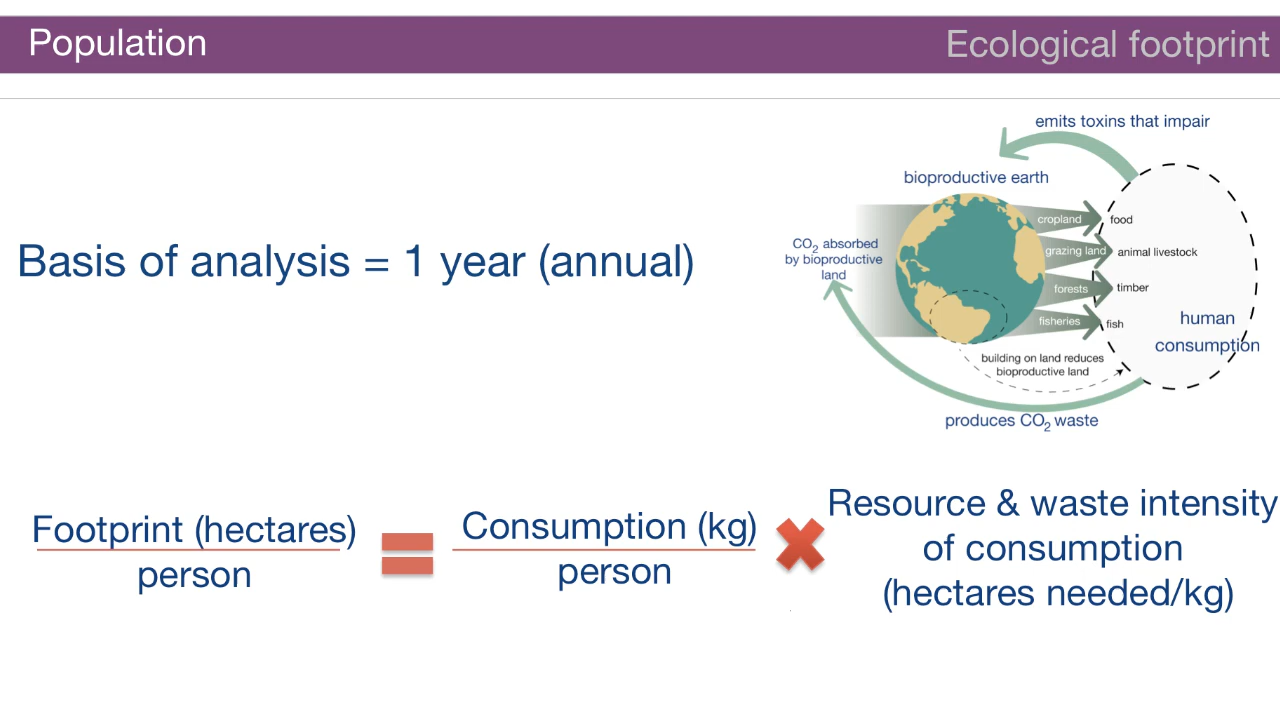 Population
Ecological footprint
Basis of analysis = 1 year (annual)
emits toxins that impair
bioproductive earth
CO₂ absorbed
by bioproductive
land
cropland
food
grazing land
animal livestock
forests
timber
fisheries
fish
human
consumption
building on land reduces
bioproductive land
produces CO₂ waste
Footprint (hectares)
person
=
Consumption (kg)
person
✖
Resource & waste intensity
of consumption
(hectares needed/kg)